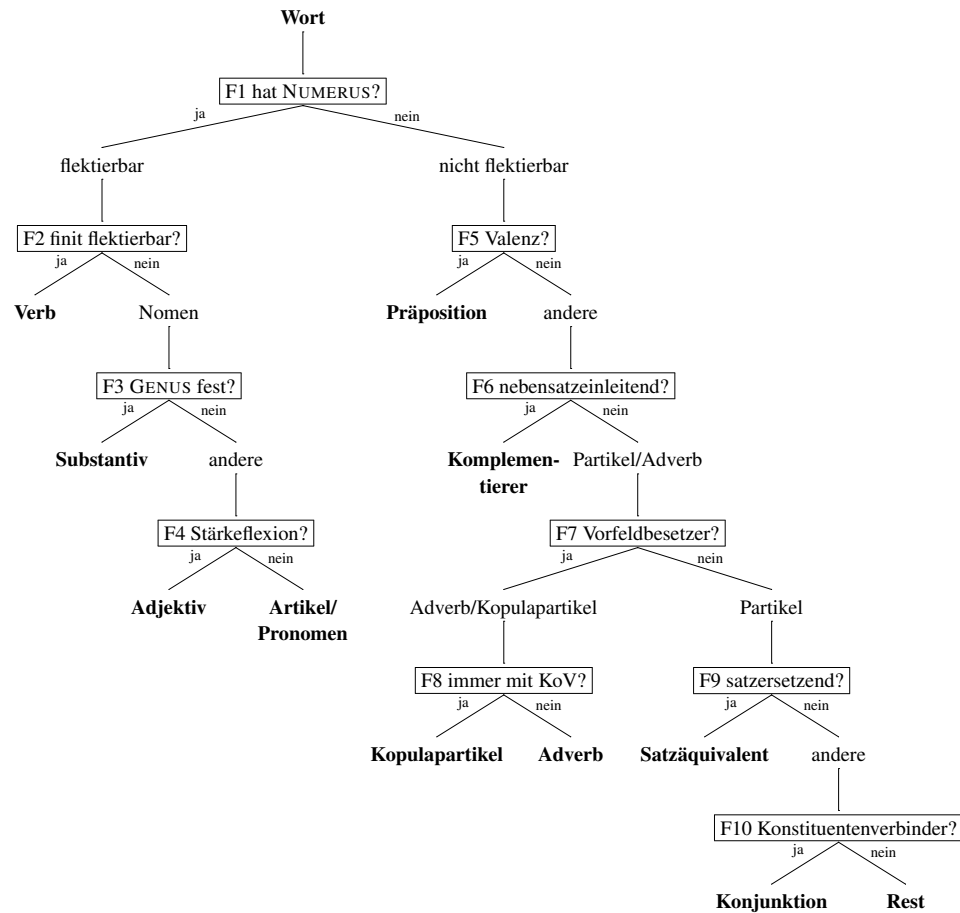 Wort
F1 hat NUMERUS?
ja nein
flektierbar nicht flektierbar
F2 finit flektierbar? F5 Valenz?
ja nein ja nein
Verb Nomen Präposition andere
F3 GENUS fest? F6 nebensatzeinleitend?
ja nein ja nein
Substantiv andere Komplemen- Partikel/Adverb
tierer
F4 Stärkeflexion? F7 Vorfeldbesetzer?
ja nein ja nein
Adjektiv Artikel/ Adverb/Kopulapartikel Partikel
Pronomen
F8 immer mit KoV? F9 satzersetzend?
ja nein ja nein
Kopulapartikel Adverb Satzäquivalent andere
F10 Konstituentenverbinder?
ja nein
Konjunktion Rest